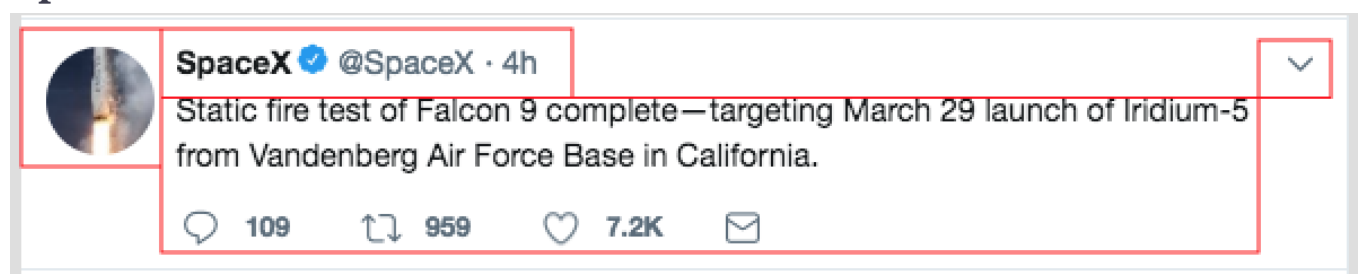 SpaceX @SpaceX · 4h
Static fire test of Falcon 9 complete—targeting March 29 launch of Iridium-5
from Vandenberg Air Force Base in California.
109 959 7.2K